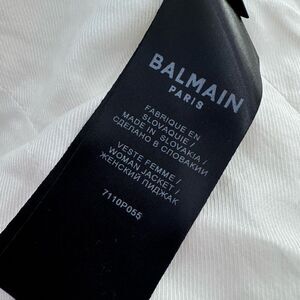 BALMAIN
PARIS
FABRIQUE EN
SLOVAQUIE /
MADE IN SLOVAKIA /
СДЕЛАНО В СЛОВАКИИ
VESTE FEMME /
WOMAN JACKET /
ЖЕНСКИЙ ПИДЖАК
7110P055